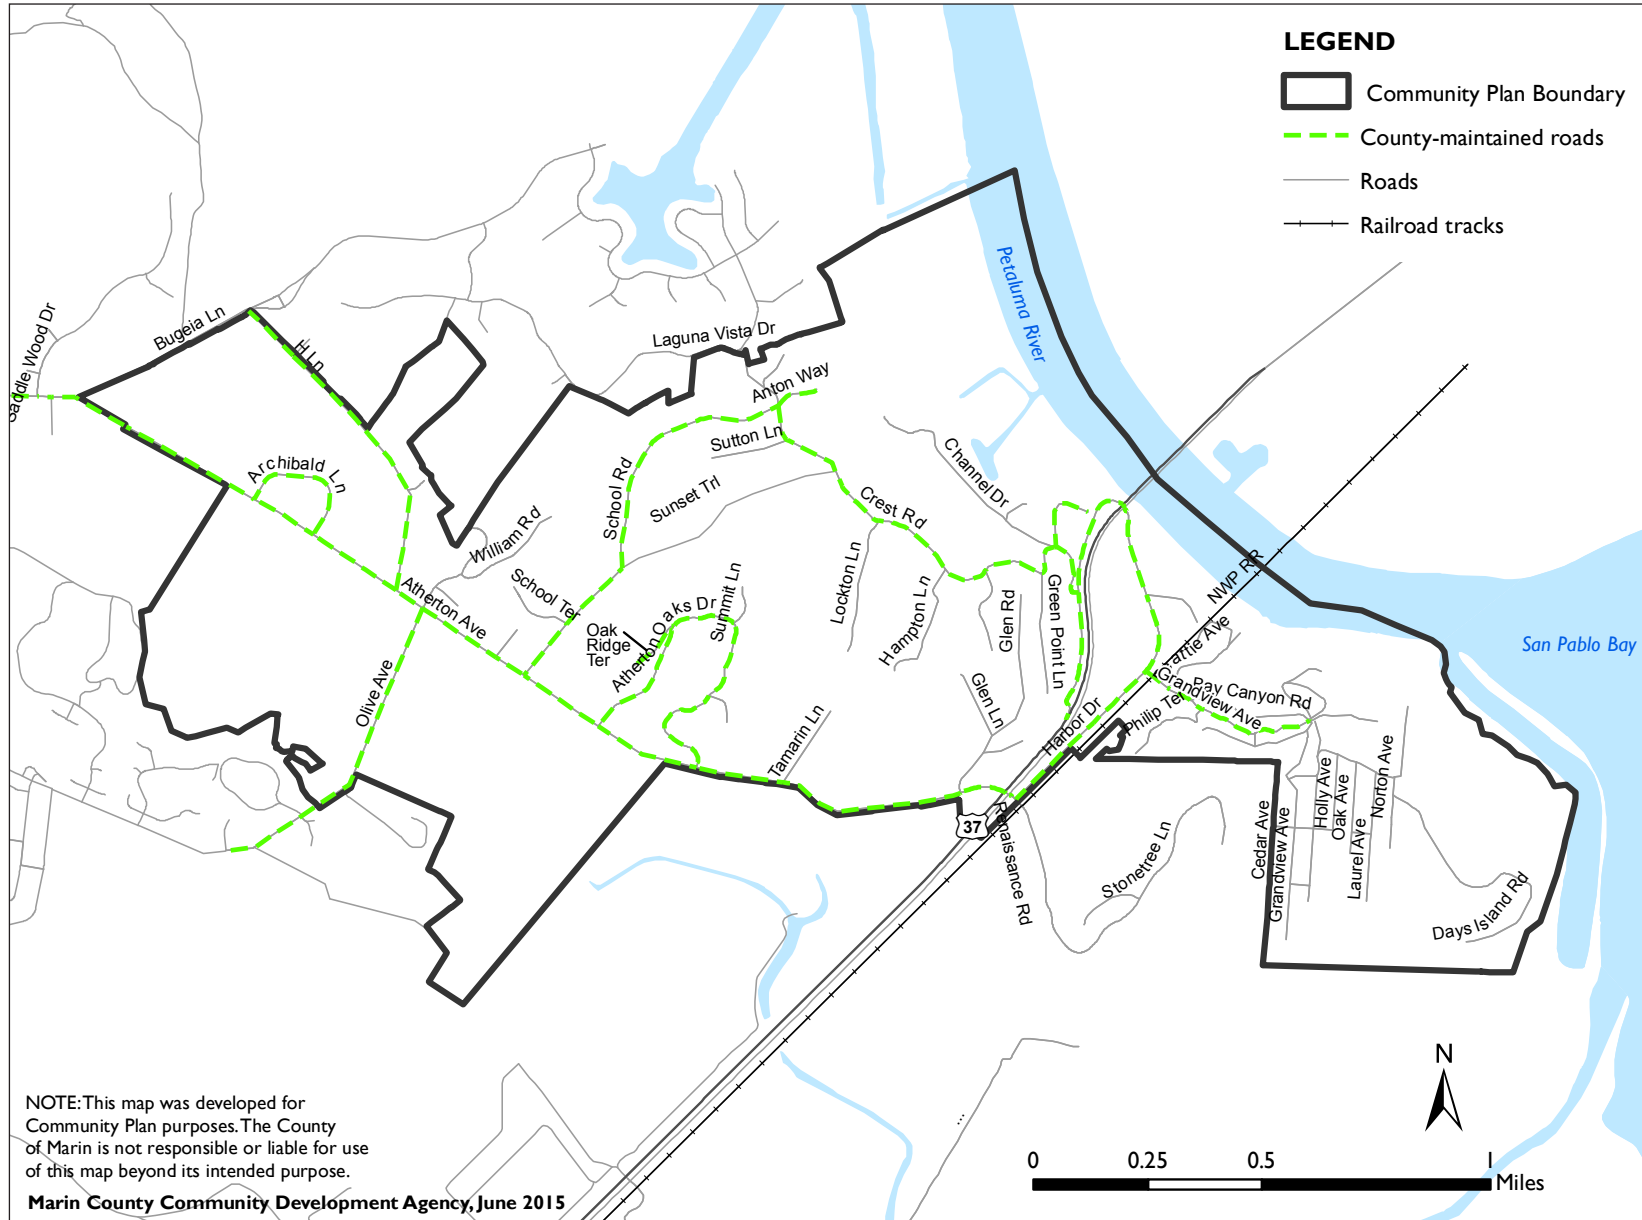 LEGEND
Community Plan Boundary
County-maintained roads
Roads
Railroad tracks
Petaluma River
San Pablo Bay
Saddle Wood Dr
Bugeia Ln
H Ln
Laguna Vista Dr
Anton Way
Sutton Ln
Archibald Ln
School Rd
Sunset Trl
Channel Dr
Crest Rd
William Rd
School Ter
Atherton Ave
Oak
Ridge
Ter
Atherton Oaks Dr
Summit Ln
Lockton Ln
Hampton Ln
Glen Rd
Green Point Ln
NWP RR
Grandview Ave
Bay Canyon Rd
Philip Ter
Olive Ave
Glen Ln
Tamarin Ln
Harbor Dr
37
Renaissance Rd
Stonetree Ln
Cedar Ave
Grandview Ave
Holly Ave
Oak Ave
Laurel Ave
Norton Ave
Days Island Rd
N
0 0.25 0.5 1
Miles
NOTE: This map was developed for
Community Plan purposes. The County
of Marin is not responsible or liable for use
of this map beyond its intended purpose.
Marin County Community Development Agency, June 2015